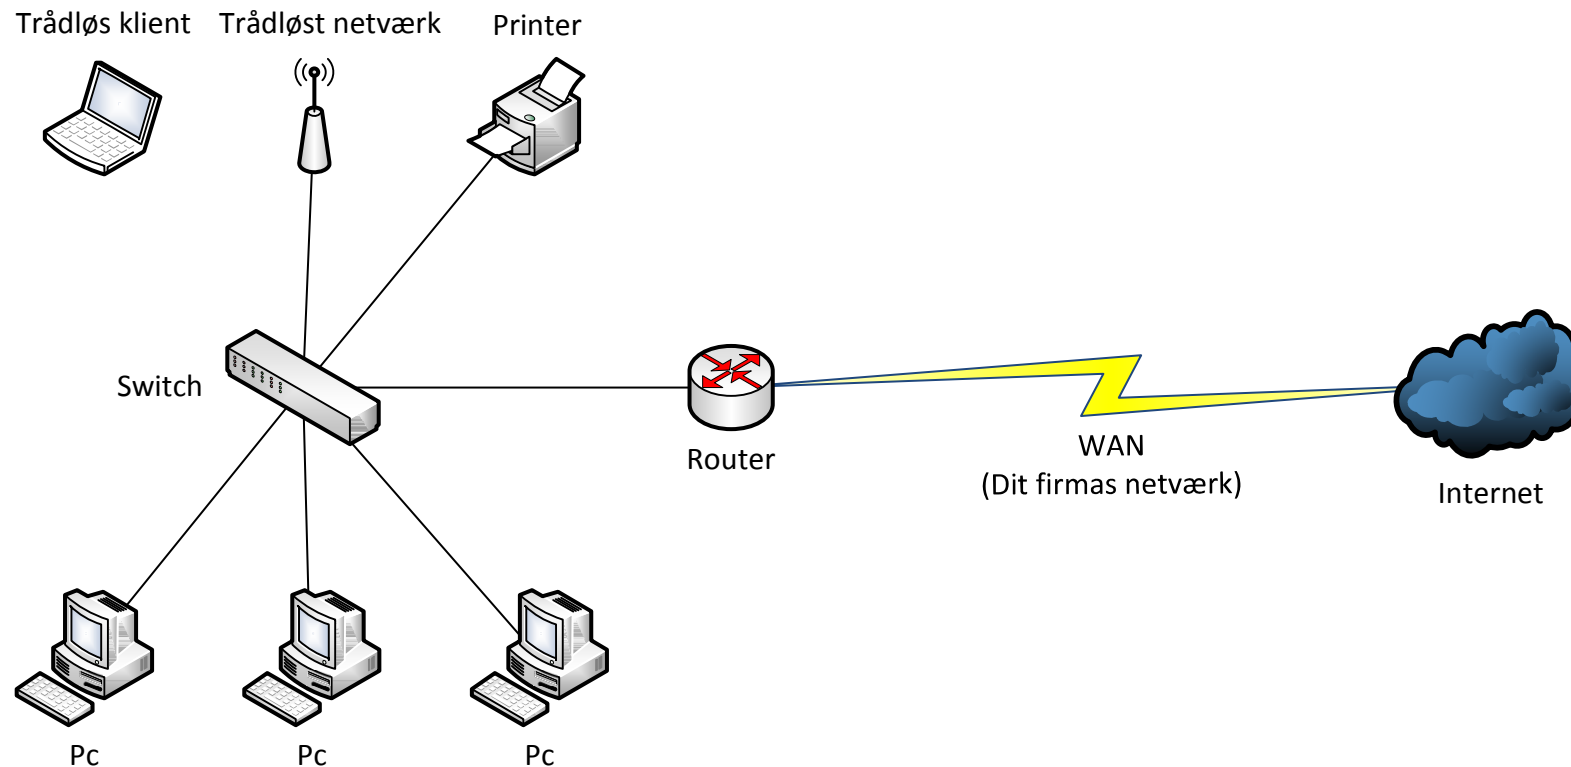 Trådløs klient
Trådløst netværk
Printer
Switch
Router
WAN
(Dit firmas netværk)
Internet
Pc
Pc
Pc